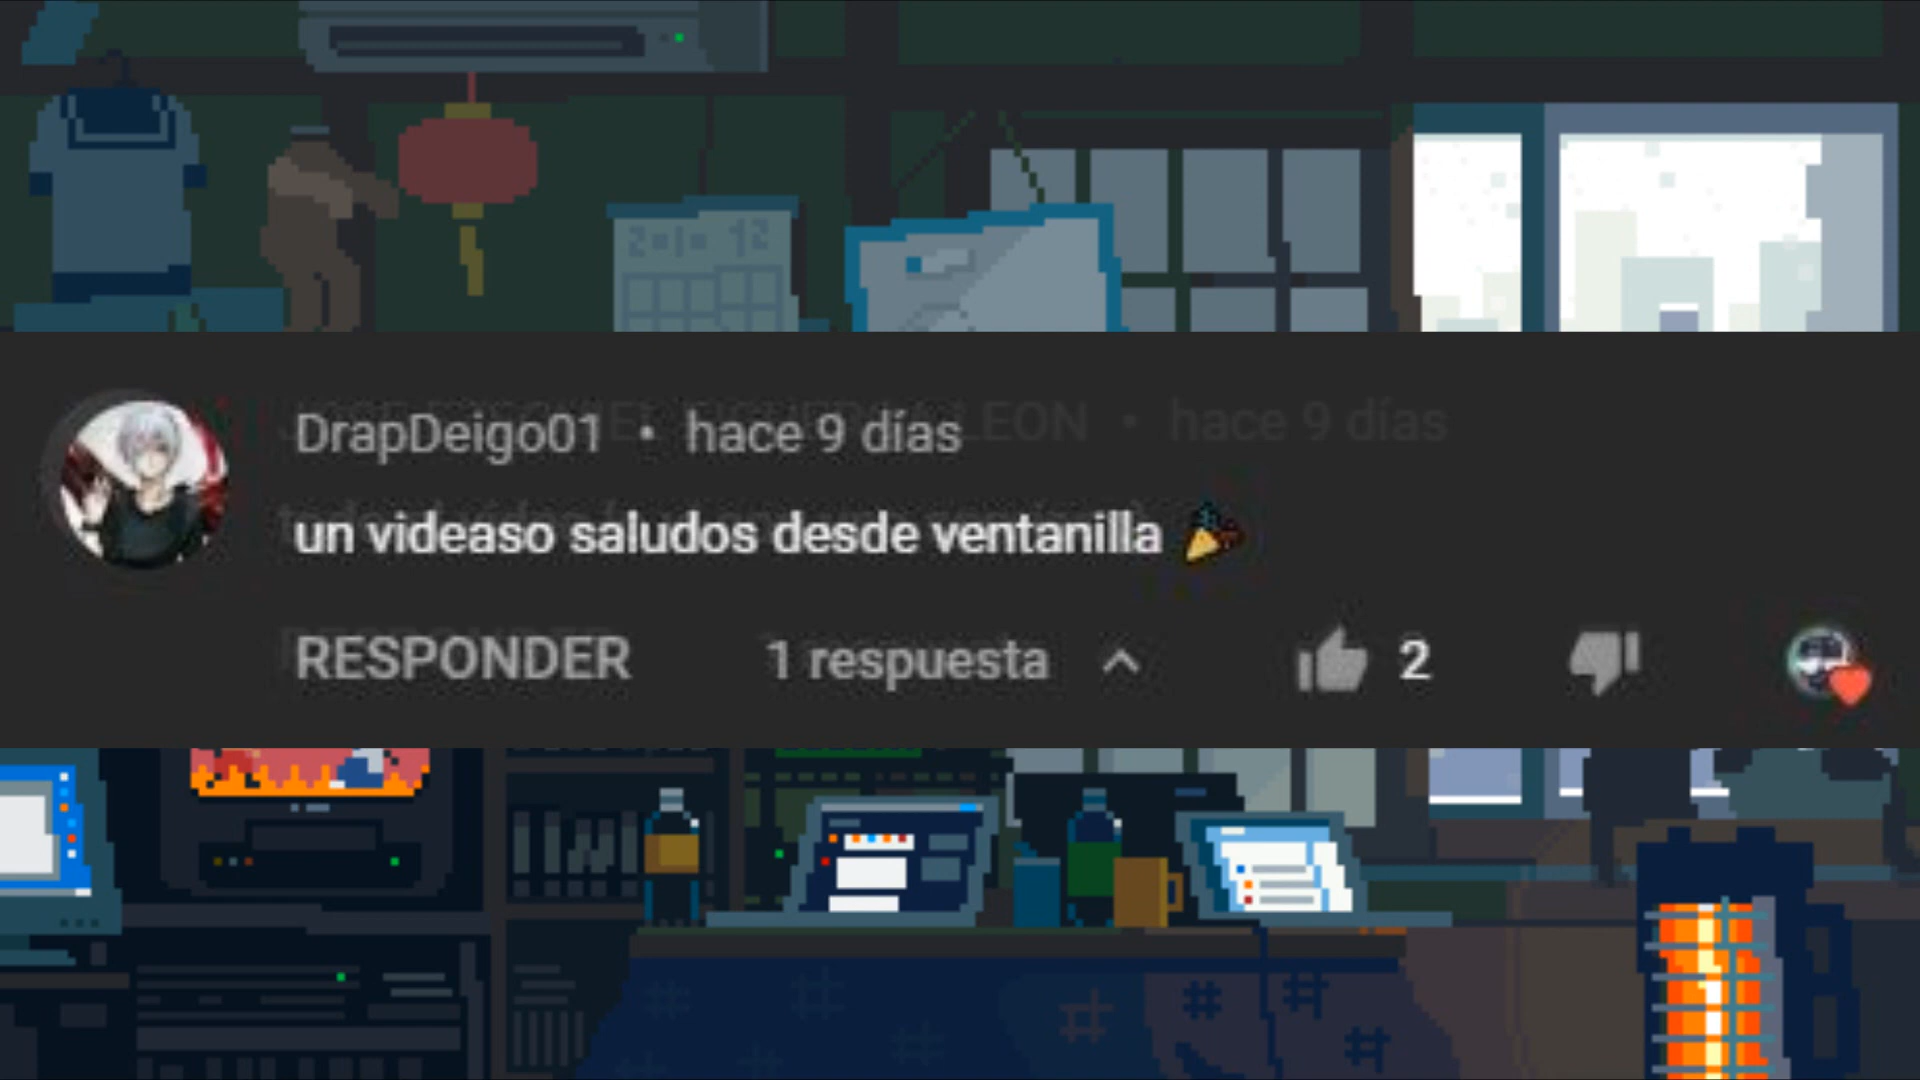 DrapDeigo01 • hace 9 días
un videaso saludos desde ventanilla 🎉
RESPONDER 1 respuesta 2